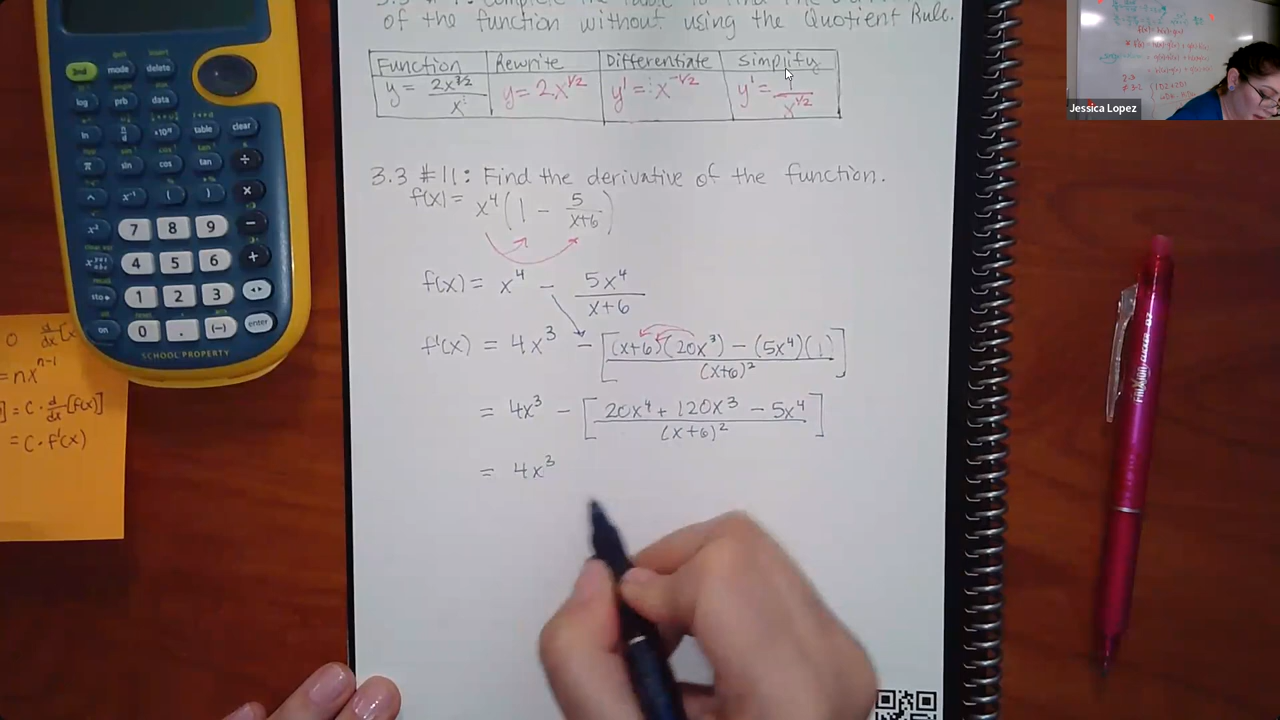 of the function without using the Quotient Rule.
Function Rewrite Differentiate Simplify
y = 2x^(3/2) / x y = 2x^(1/2) y' = x^(-1/2) y' = 1 / x^(1/2)
3.3 #11: Find the derivative of the function.
f(x) = x^4 (1 - 5 / x+6)
f(x) = x^4 - 5x^4 / x+6
f'(x) = 4x^3 - [(x+6)(20x^3) - (5x^4)(1) / (x+6)^2]
= 4x^3 - [20x^4 + 120x^3 - 5x^4 / (x+6)^2]
= 4x^3
= nx^(n-1)
= C · d/dx [f(x)]
= C · f'(x)
2nd mode delete
log prb data
ln n/d ×10ⁿ table clear
π sin cos tan ÷
^ x⁻¹ ( ) ×
x² 7 8 9 −
4 5 6 +
sto▸ 1 2 3
on 0 . (−) enter
SCHOOL PROPERTY
Jessica Lopez